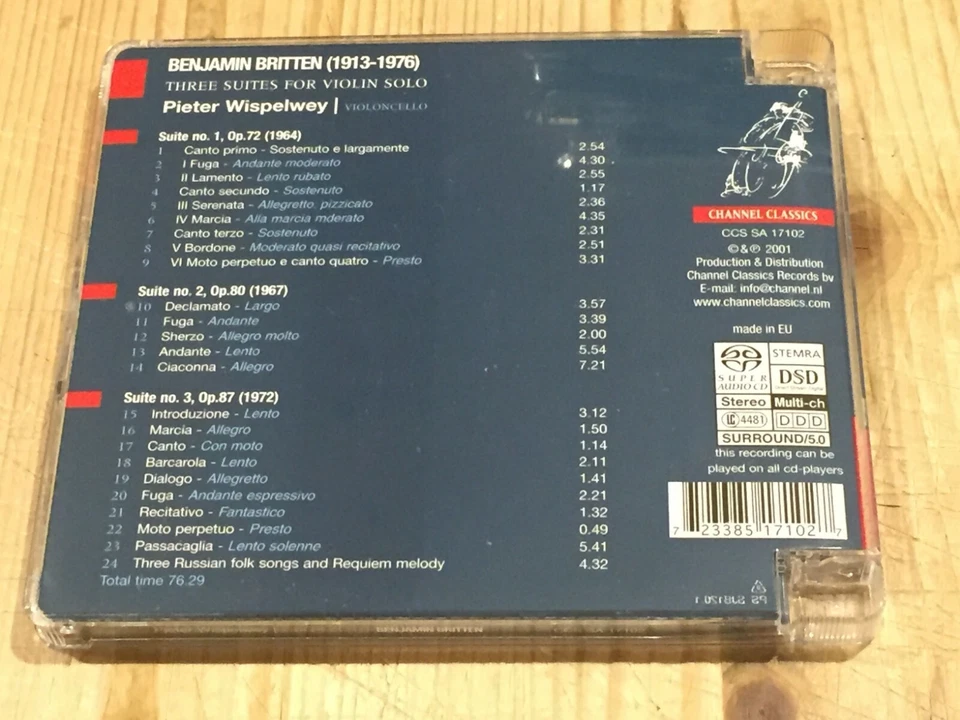 BENJAMIN BRITTEN (1913-1976)
THREE SUITES FOR VIOLIN SOLO
Pieter Wispelwey | VIOLONCELLO
Suite no. 1, Op.72 (1964)
1 Canto primo - Sostenuto e largamente 2.54
2 I Fuga - Andante moderato 4.30
3 II Lamento - Lento rubato 2.55
4 Canto secundo - Sostenuto 1.17
5 III Serenata - Allegretto, pizzicato 2.36
6 IV Marcia - Alla marcia mderato 4.35
7 Canto terzo - Sostenuto 2.31
8 V Bordone - Moderato quasi recitativo 2.51
9 VI Moto perpetuo e canto quatro - Presto 3.31
Suite no. 2, Op.80 (1967)
10 Declamato - Largo 3.57
11 Fuga - Andante 3.39
12 Sherzo - Allegro molto 2.00
13 Andante - Lento 5.54
14 Ciaconna - Allegro 7.21
Suite no. 3, Op.87 (1972)
15 Introduzione - Lento 3.12
16 Marcia - Allegro 1.50
17 Canto - Con moto 1.14
18 Barcarola - Lento 2.11
19 Dialogo - Allegretto 1.41
20 Fuga - Andante espressivo 2.21
21 Recitativo - Fantastico 1.32
22 Moto perpetuo - Presto 0.49
23 Passacaglia - Lento solenne 5.41
24 Three Russian folk songs and Requiem melody 4.32
Total time 76.29
CHANNEL CLASSICS
CCS SA 17102
©&℗ 2001
Production & Distribution
Channel Classics Records bv
E-mail: info@channel.nl
www.channelclassics.com
made in EU
SUPER AUDIO CD
STEMRA
DSD
Direct Stream Digital
Stereo Multi-ch
LC 4481 DDD
SURROUND/5.0
this recording can be
played on all cd-players
7 23385 17102 7
PS SJB120.1
BENJAMIN BRITTEN